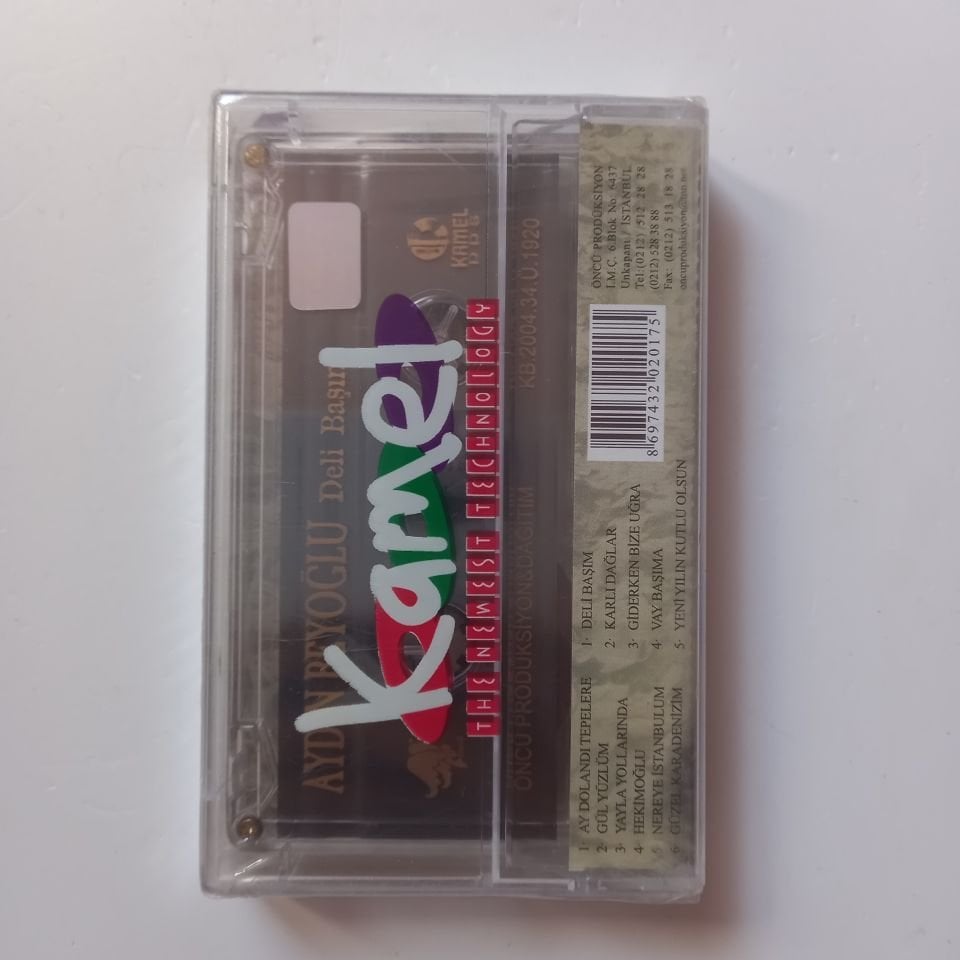 AYDIN BEYOĞLU Deli Başım
KAMEL
DIDS
Kamel
THE NEWEST TECHNOLOGY
ÖNCÜ PRODÜKSİYON&DAĞITIM KB.2004.34.Ü.1920
1· AY DOLANDI TEPELERE
2· GÜL YÜZLÜM
3· YAYLA YOLLARINDA
4· HEKİMOĞLU
5· NEREYE İSTANBULUM
6· GÜZEL KARADENİZİM
1· DELİ BAŞIM
2· KARLI DAĞLAR
3· GİDERKEN BİZE UĞRA
4· VAY BAŞIMA
5· YENİ YILIN KUTLU OLSUN
8 697432 020175
ÖNCÜ PRODÜKSİYON
İ.M.Ç. 6.Blok No: 6437
Unkapanı / İSTANBUL
Tel:(0212) 512 28 28
(0212) 528 38 88
Fax: (0212) 513 18 28